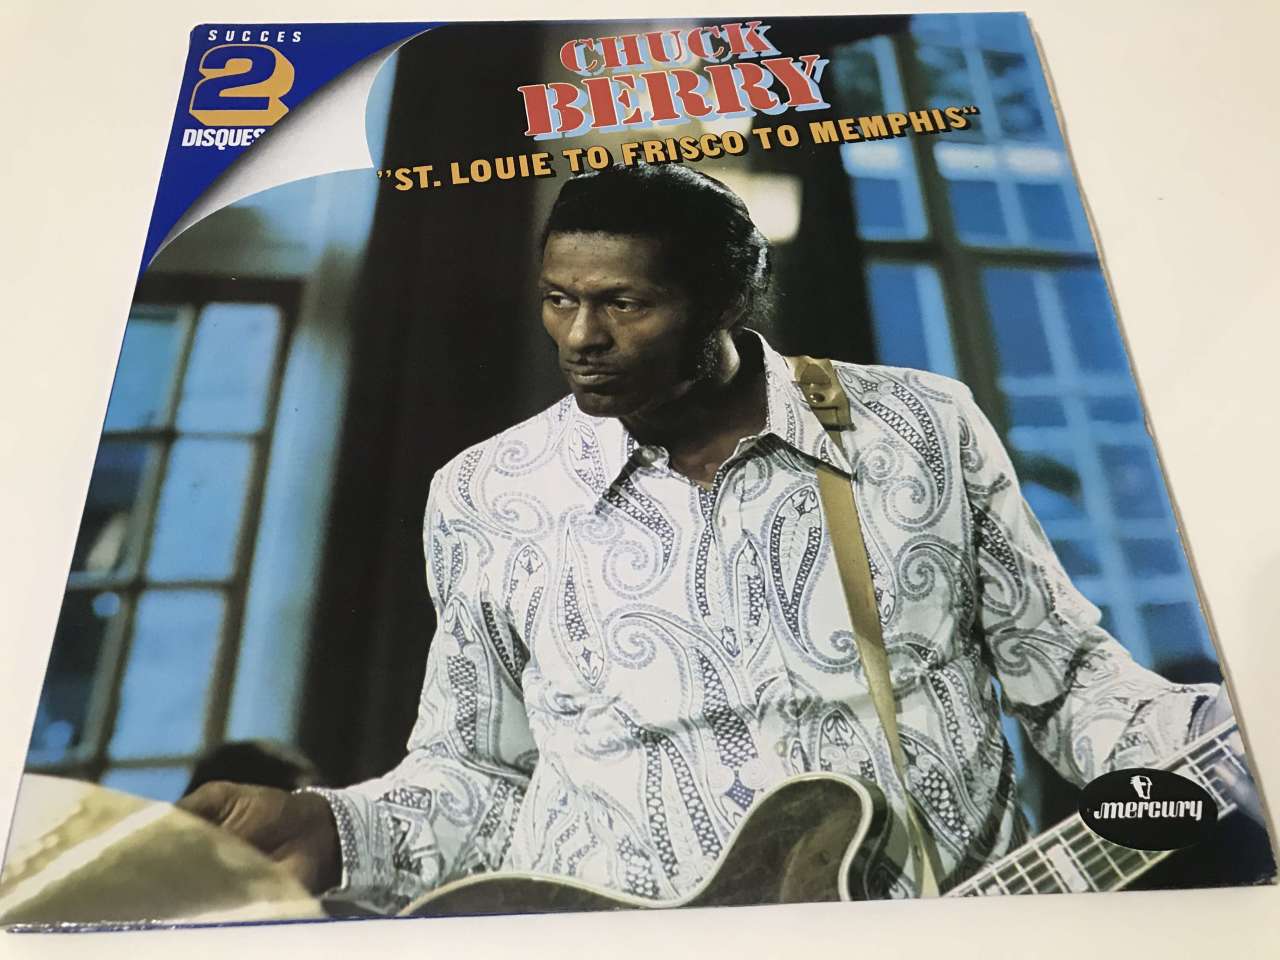 SUCCES
2
DISQUES
CHUCK
BERRY
"ST. LOUIE TO FRISCO TO MEMPHIS"
mercury